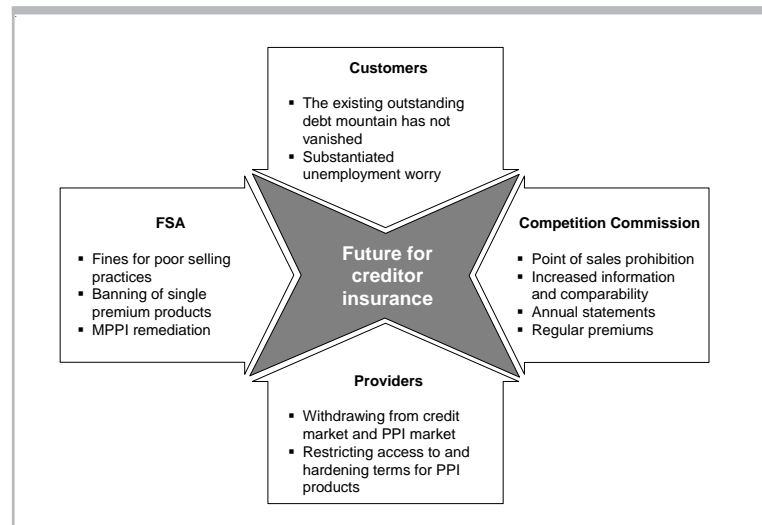 Customers
▪ The existing outstanding
debt mountain has not
vanished
▪ Substantiated
unemployment worry
FSA
▪ Fines for poor selling
practices
▪ Banning of single
premium products
▪ MPPI remediation
Future for
creditor
insurance
Competition Commission
▪ Point of sales prohibition
▪ Increased information
and comparability
▪ Annual statements
▪ Regular premiums
Providers
▪ Withdrawing from credit
market and PPI market
▪ Restricting access to and
hardening terms for PPI
products